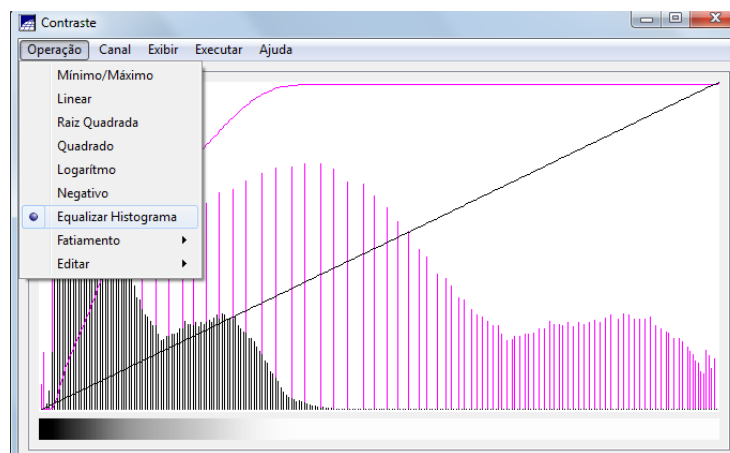 Contraste
Operação Canal Exibir Executar Ajuda
Mínimo/Máximo
Linear
Raiz Quadrada
Quadrado
Logarítmo
Negativo
Equalizar Histograma
Fatiamento
Editar